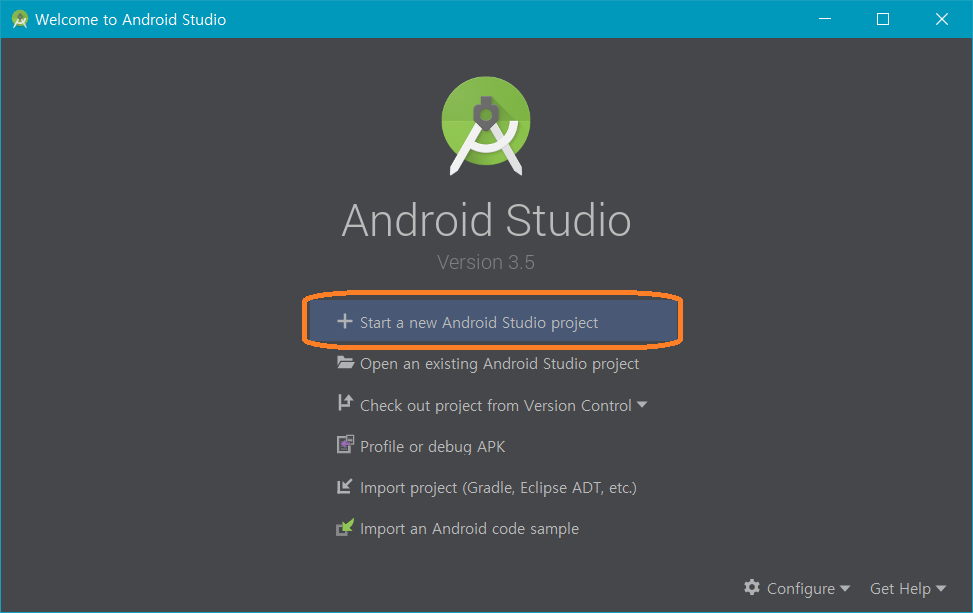 Welcome to Android Studio
Android Studio
Version 3.5
Start a new Android Studio project
Open an existing Android Studio project
Check out project from Version Control
Profile or debug APK
Import project (Gradle, Eclipse ADT, etc.)
Import an Android code sample
Configure Get Help